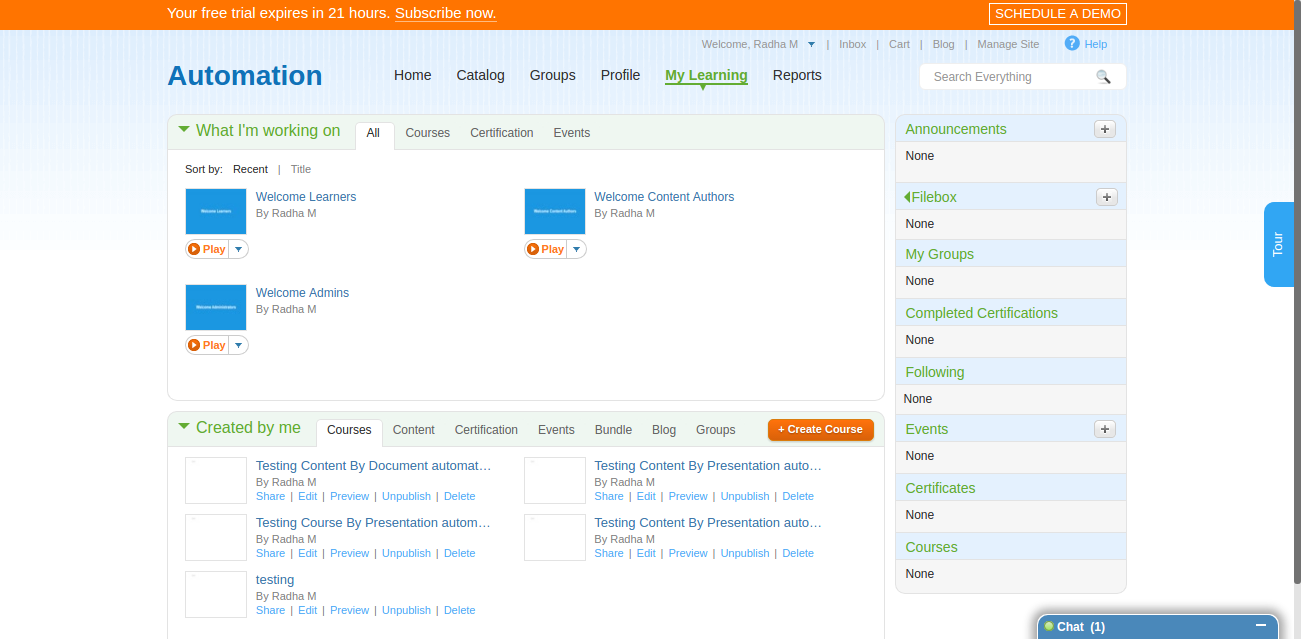 Your free trial expires in 21 hours. Subscribe now.
SCHEDULE A DEMO
Welcome, Radha M | Inbox | Cart | Blog | Manage Site ? Help
Automation
Home Catalog Groups Profile My Learning Reports
Search Everything
What I'm working on All Courses Certification Events
Sort by: Recent | Title
Welcome Learners
Welcome Learners
By Radha M
Play
Welcome Content Authors
Welcome Content Authors
By Radha M
Play
Welcome Administrators
Welcome Admins
By Radha M
Play
Created by me Courses Content Certification Events Bundle Blog Groups + Create Course
Testing Content By Document automat…
By Radha M
Share | Edit | Preview | Unpublish | Delete
Testing Content By Presentation auto…
By Radha M
Share | Edit | Preview | Unpublish | Delete
Testing Course By Presentation autom…
By Radha M
Share | Edit | Preview | Unpublish | Delete
Testing Content By Presentation auto…
By Radha M
Share | Edit | Preview | Unpublish | Delete
testing
By Radha M
Share | Edit | Preview | Unpublish | Delete
Announcements +
None
Filebox +
None
My Groups
None
Completed Certifications
None
Following
None
Events +
None
Certificates
None
Courses
None
Tour
Chat (1)